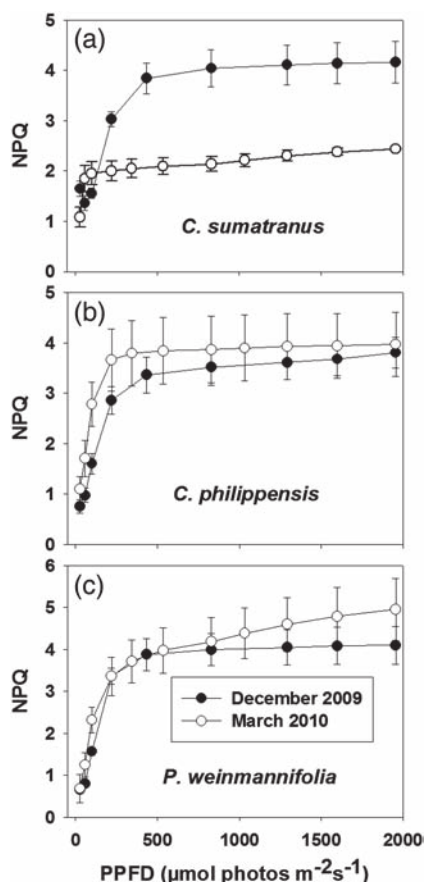 (a)
5
4
3
2
1
0
NPQ
C. sumatranus
(b)
5
4
3
2
1
0
NPQ
C. philippensis
(c)
6
5
4
3
2
1
0
NPQ
December 2009
March 2010
P. weinmannifolia
0 500 1000 1500 2000
PPFD (µmol photos m⁻²s⁻¹)